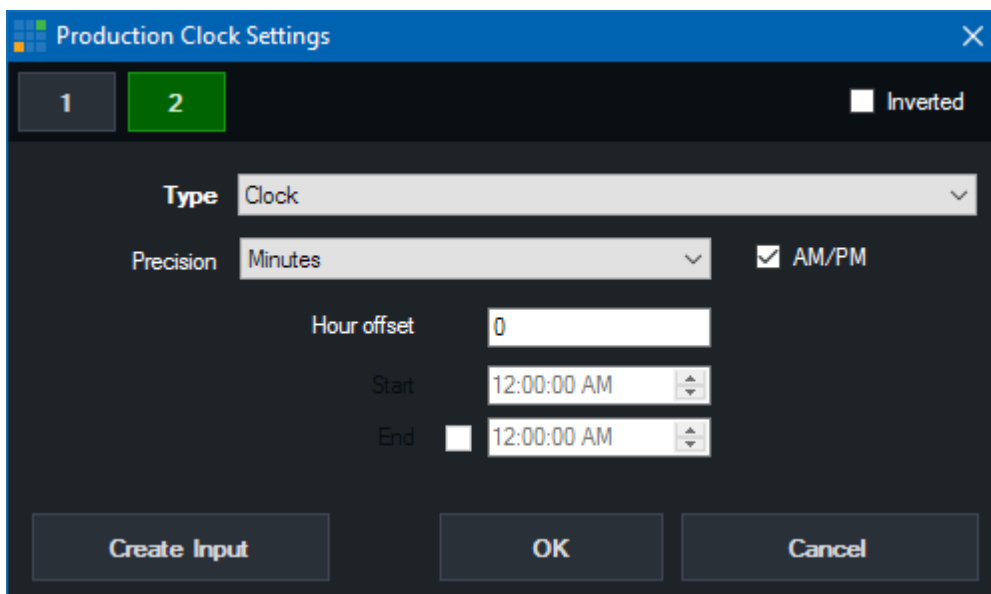 Production Clock Settings
1 2 Inverted
Type Clock
Precision Minutes AM/PM
Hour offset 0
Start 12:00:00 AM
End 12:00:00 AM
Create Input OK Cancel